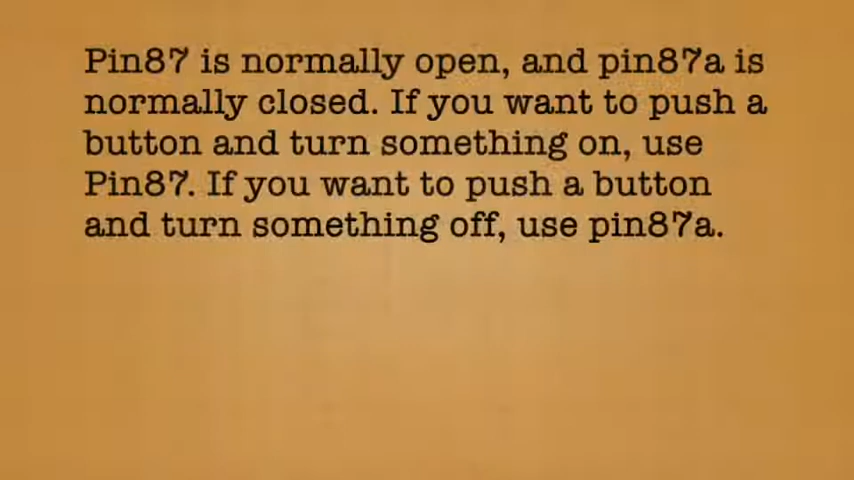 Pin87 is normally open, and pin87a is
normally closed. If you want to push a
button and turn something on, use
Pin87. If you want to push a button
and turn something off, use pin87a.